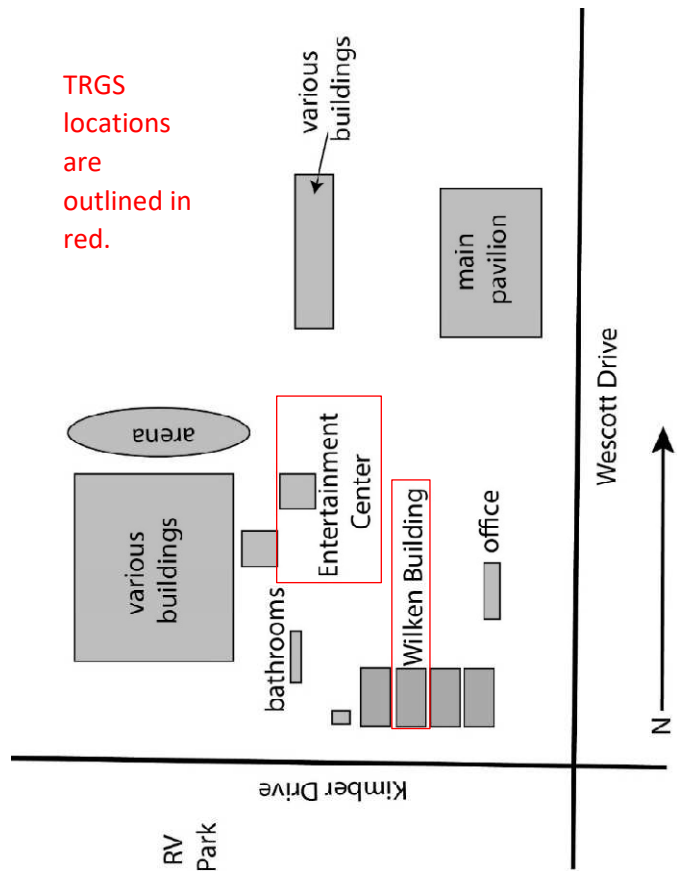 TRGS
locations
are
outlined in
red.
various
buildings
main
pavilion
arena
various
buildings
Entertainment
Center
Wilken Building
office
bathrooms
Wescott Drive
Kimber Drive
RV
Park
N